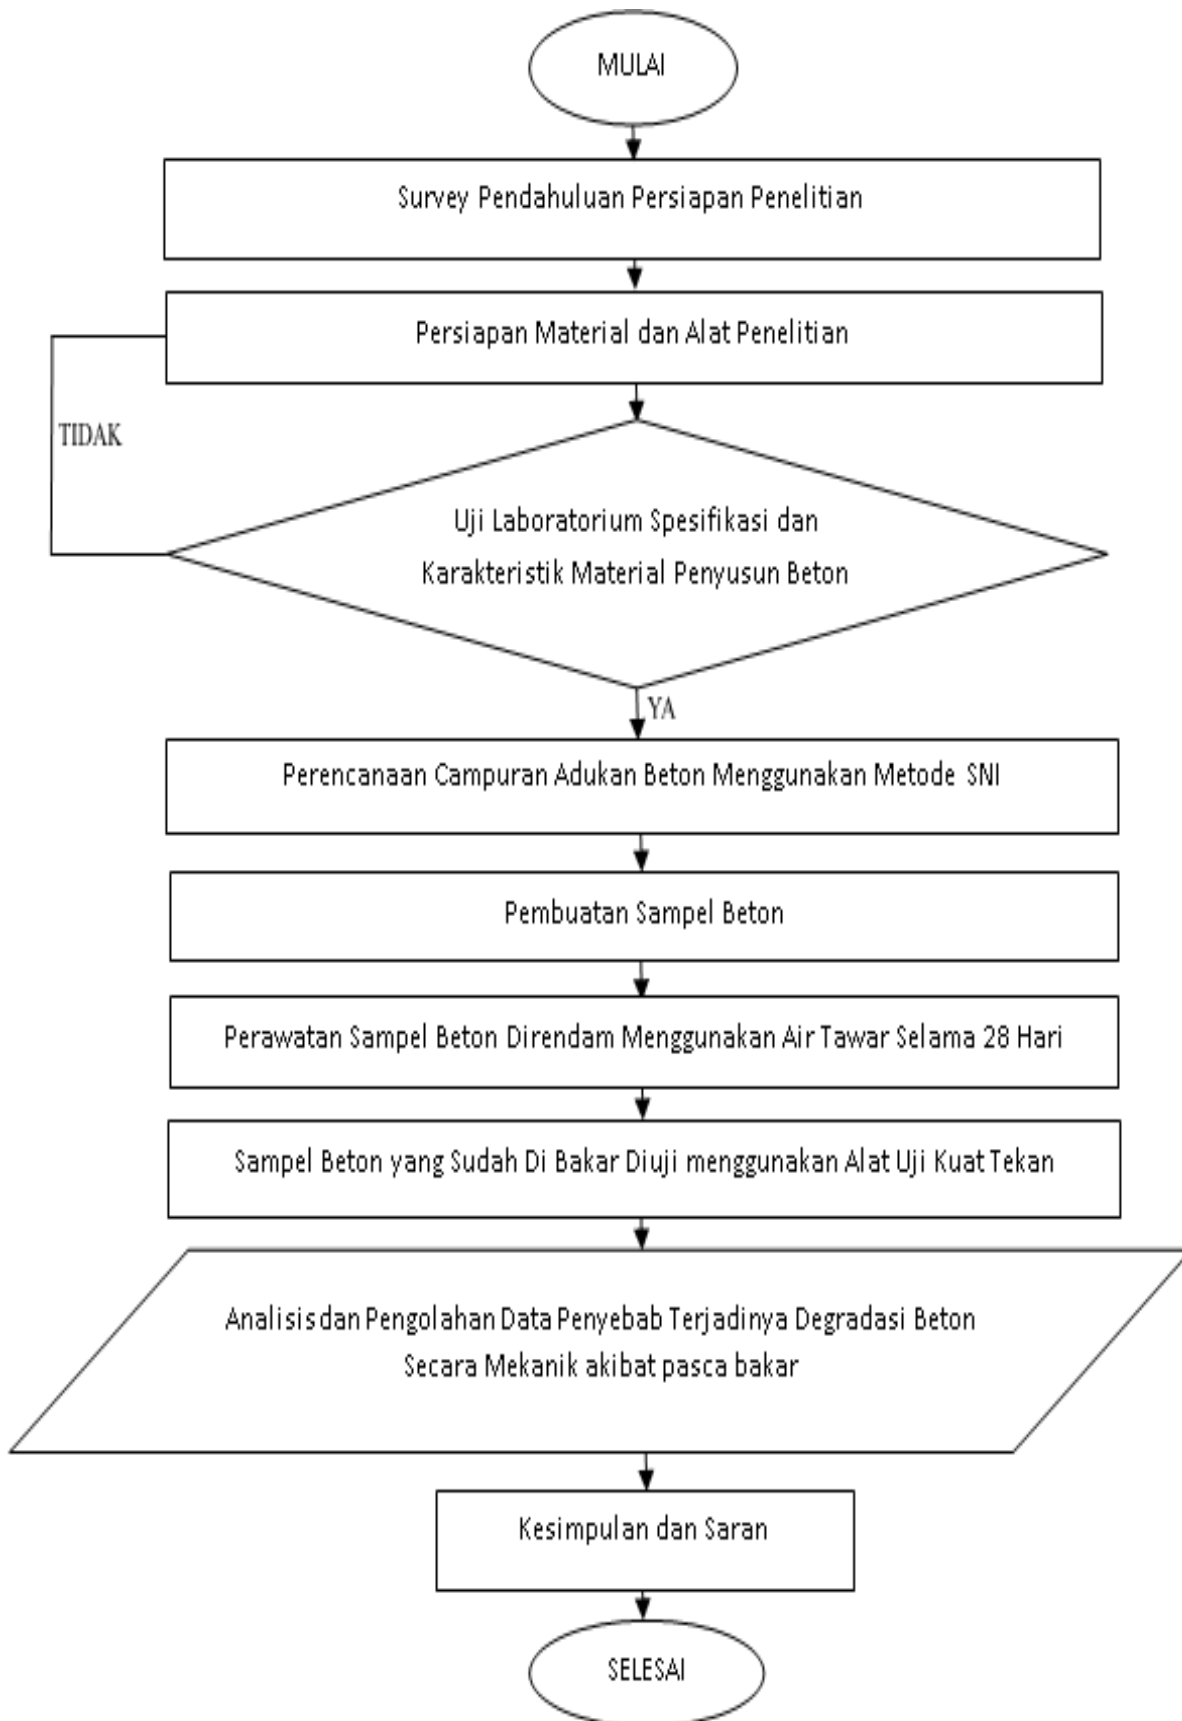 MULAI
Survey Pendahuluan Persiapan Penelitian
Persiapan Material dan Alat Penelitian
TIDAK
Uji Laboratorium Spesifikasi dan
Karakteristik Material Penyusun Beton
YA
Perencanaan Campuran Adukan Beton Menggunakan Metode SNI
Pembuatan Sampel Beton
Perawatan Sampel Beton Direndam Menggunakan Air Tawar Selama 28 Hari
Sampel Beton yang Sudah Di Bakar Diuji menggunakan Alat Uji Kuat Tekan
Analisis dan Pengolahan Data Penyebab Terjadinya Degradasi Beton
Secara Mekanik akibat pasca bakar
Kesimpulan dan Saran
SELESAI